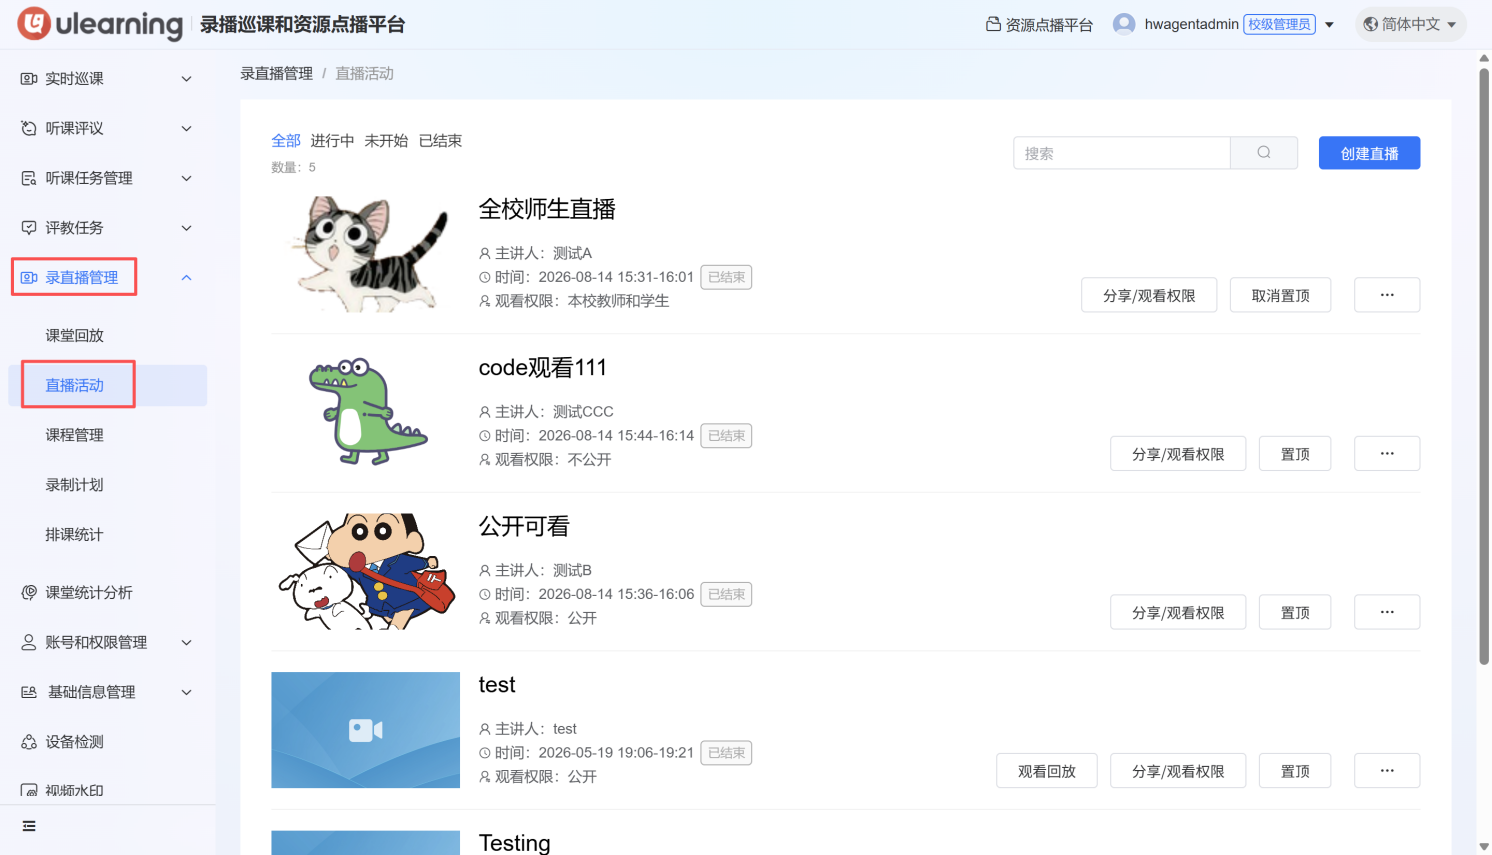 ulearning 录播巡课和资源点播平台
资源点播平台
hwagentadmin 校级管理员
简体中文
实时巡课
听课评议
听课任务管理
评教任务
录直播管理
课堂回放
直播活动
课程管理
录制计划
排课统计
课堂统计分析
账号和权限管理
基础信息管理
设备检测
视频水印
录直播管理 / 直播活动
全部 进行中 未开始 已结束
数量：5
搜索
创建直播
全校师生直播
主讲人：测试A
时间：2026-08-14 15:31-16:01 已结束
观看权限：本校教师和学生
分享/观看权限 取消置顶 ···
code观看111
主讲人：测试CCC
时间：2026-08-14 15:44-16:14 已结束
观看权限：不公开
分享/观看权限 置顶 ···
公开可看
主讲人：测试B
时间：2026-08-14 15:36-16:06 已结束
观看权限：公开
分享/观看权限 置顶 ···
test
主讲人：test
时间：2026-05-19 19:06-19:21 已结束
观看权限：公开
观看回放 分享/观看权限 置顶 ···
Testing